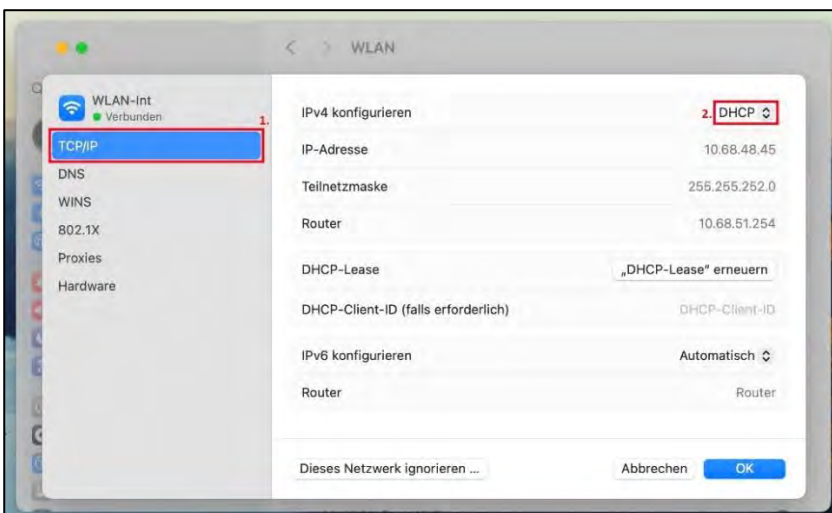 WLAN
WLAN-Int
Verbunden
1.
TCP/IP
DNS
WINS
802.1X
Proxies
Hardware
IPv4 konfigurieren
2. DHCP
IP-Adresse
10.68.48.45
Teilnetzmaske
255.255.252.0
Router
10.68.51.254
DHCP-Lease
„DHCP-Lease“ erneuern
DHCP-Client-ID (falls erforderlich)
DHCP-Client-ID
IPv6 konfigurieren
Automatisch
Router
Router
Dieses Netzwerk ignorieren ...
Abbrechen
OK